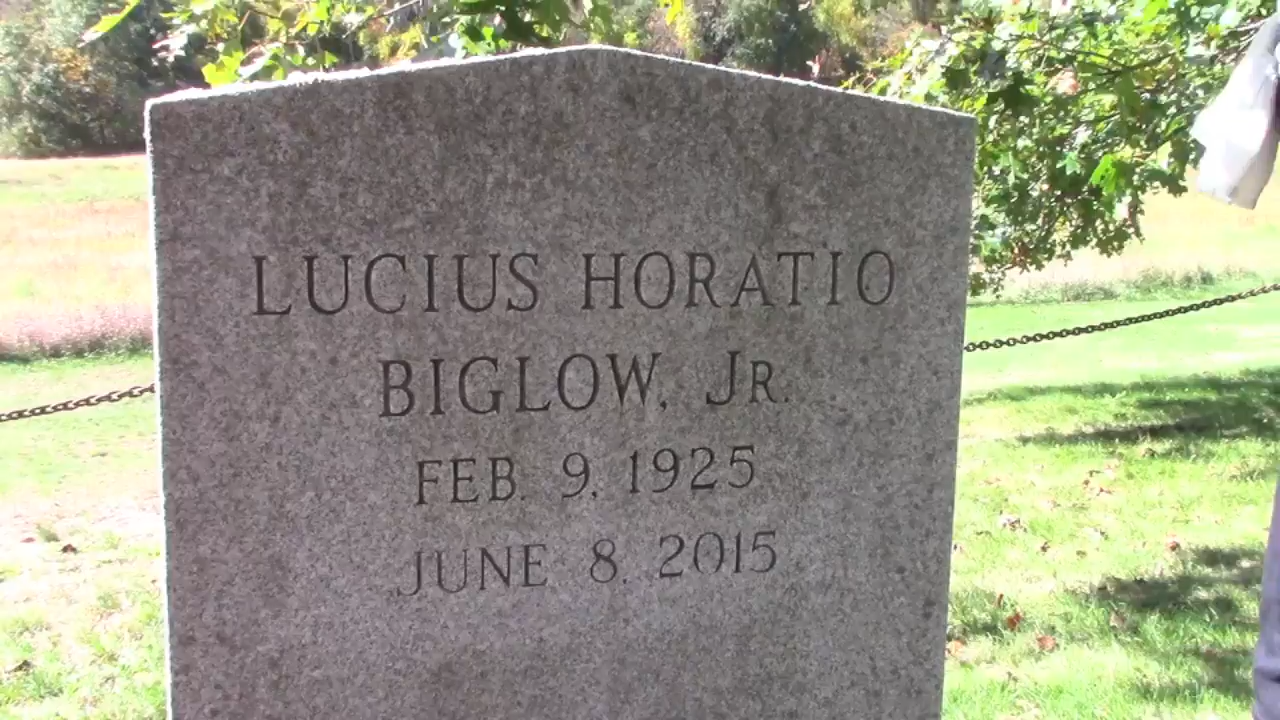 LUCIUS HORATIO
BIGLOW, JR.
FEB. 9, 1925
JUNE 8, 2015